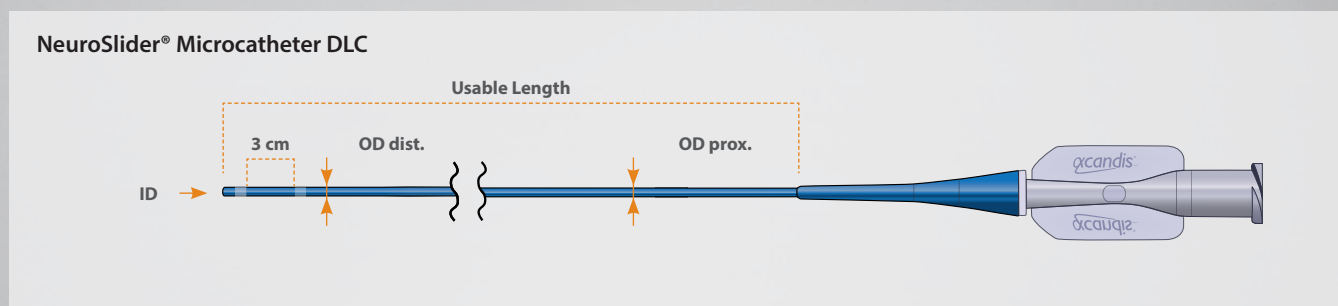 NeuroSlider® Microcatheter DLC
Usable Length
3 cm
OD dist.
OD prox.
ID
acandis®
acandis®